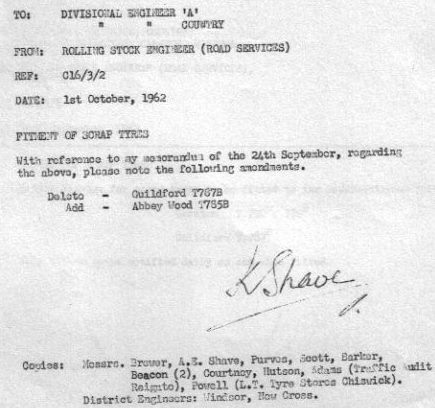 TO: DIVISIONAL ENGINEER 'A'
" " COUNTRY
FROM: ROLLING STOCK ENGINEER (ROAD SERVICES)
REF: C16/3/2
DATE: 1st October, 1962
FITMENT OF SCRAP TYRES
With reference to my memorandum of the 24th September, regarding
the above, please note the following amendments.
Delete - Guildford T787B
Add - Abbey Wood T785B
K Shave
Copies: Messrs. Brewer, A.E. Shave, Purves, Scott, Barker,
Beacon (2), Courtney, Hutson, Adams (Traffic Audit
Reigate), Powell (L.T. Tyre Stores Chiswick).
District Engineers: Windsor, New Cross.